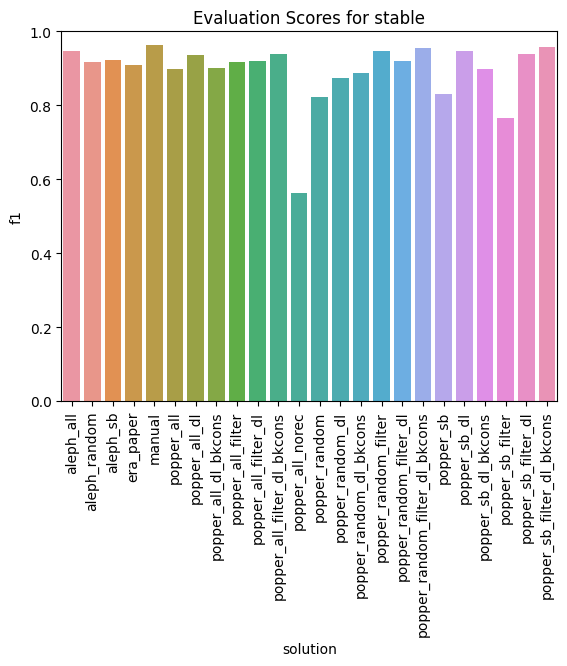 Evaluation Scores for stable
f1
1.0
0.8
0.6
0.4
0.2
0.0
aleph_all
aleph_random
aleph_sb
era_paper
manual
popper_all
popper_all_dl
popper_all_dl_bkcons
popper_all_filter
popper_all_filter_dl
popper_all_filter_dl_bkcons
popper_all_norec
popper_random
popper_random_dl
popper_random_dl_bkcons
popper_random_filter
popper_random_filter_dl
popper_random_filter_dl_bkcons
popper_sb
popper_sb_dl
popper_sb_dl_bkcons
popper_sb_filter
popper_sb_filter_dl
popper_sb_filter_dl_bkcons
solution